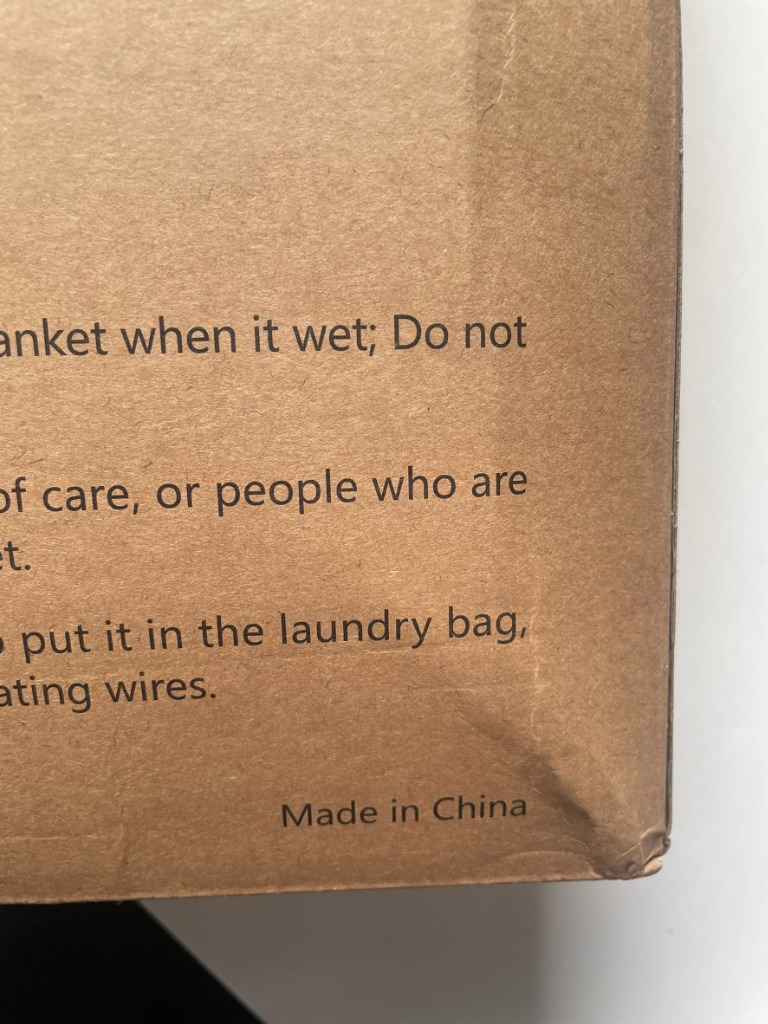 anket when it wet; Do not
of care, or people who are
et.
put it in the laundry bag,
ating wires.
Made in China